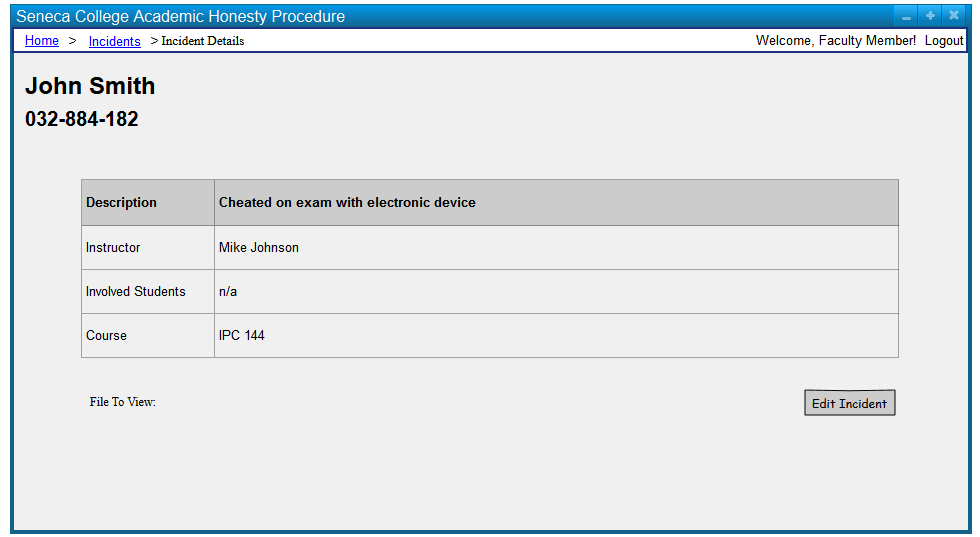 Seneca College Academic Honesty Procedure
Home > Incidents > Incident Details Welcome, Faculty Member! Logout
John Smith
032-884-182
Description Cheated on exam with electronic device
Instructor Mike Johnson
Involved Students n/a
Course IPC 144
File To View: Edit Incident